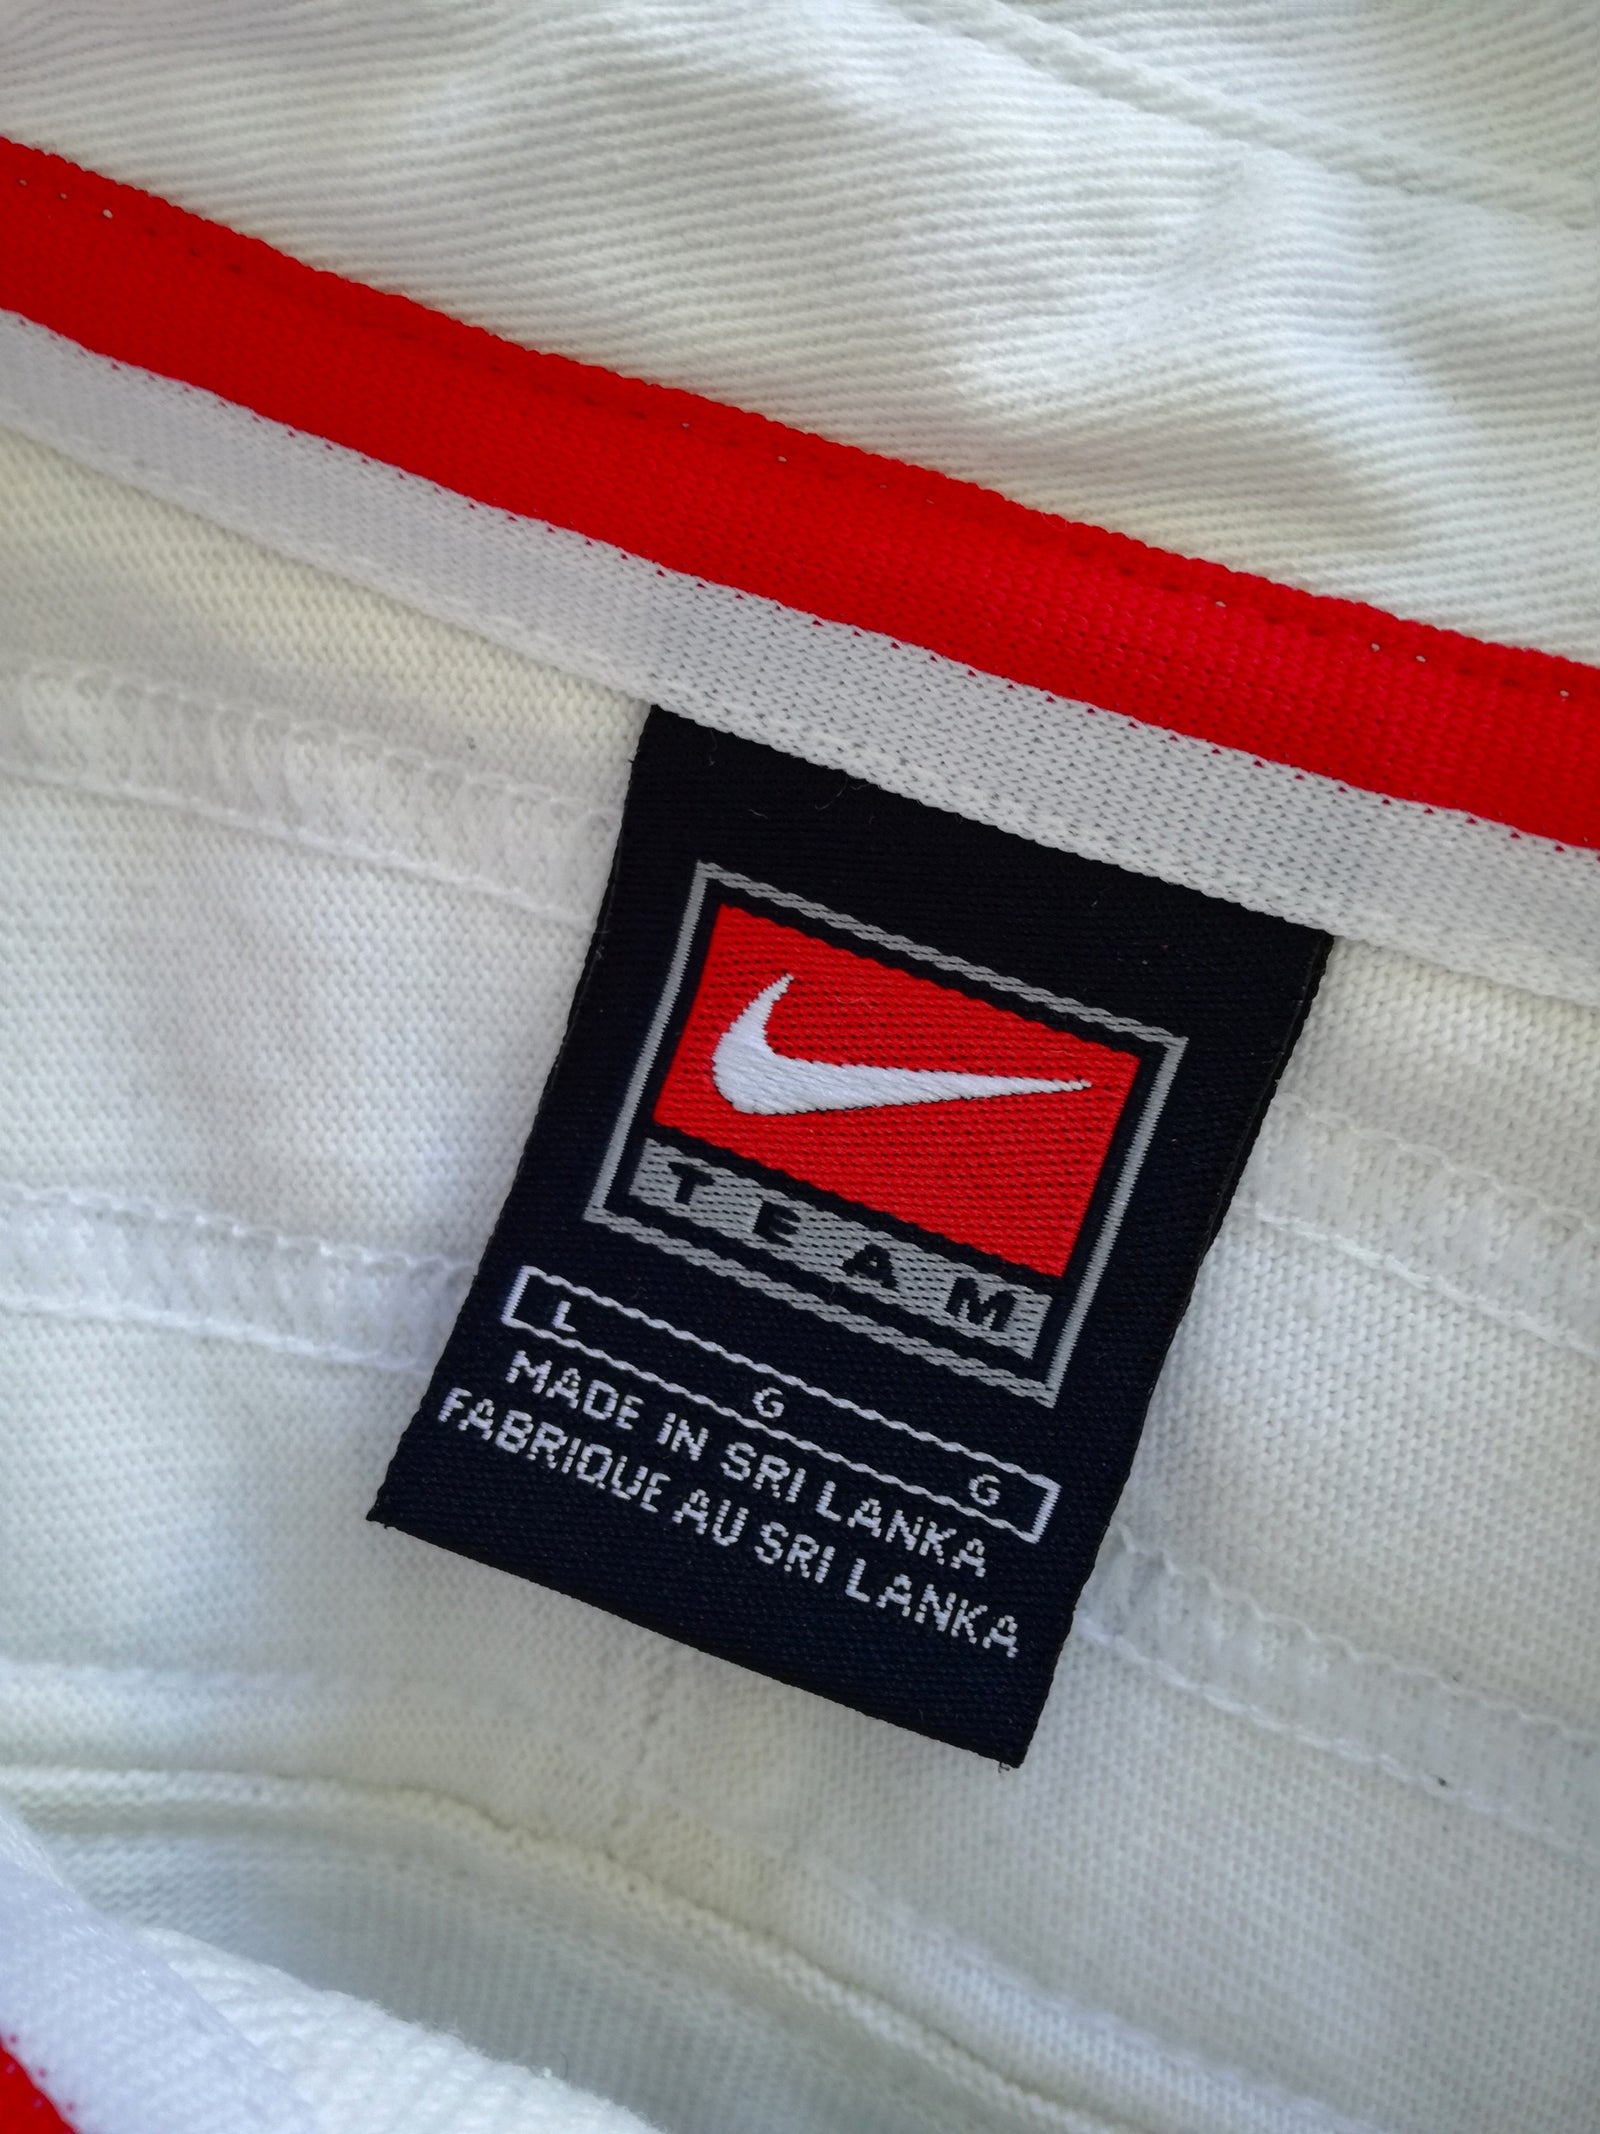 TEAM
L G G
MADE IN SRI LANKA
FABRIQUE AU SRI LANKA